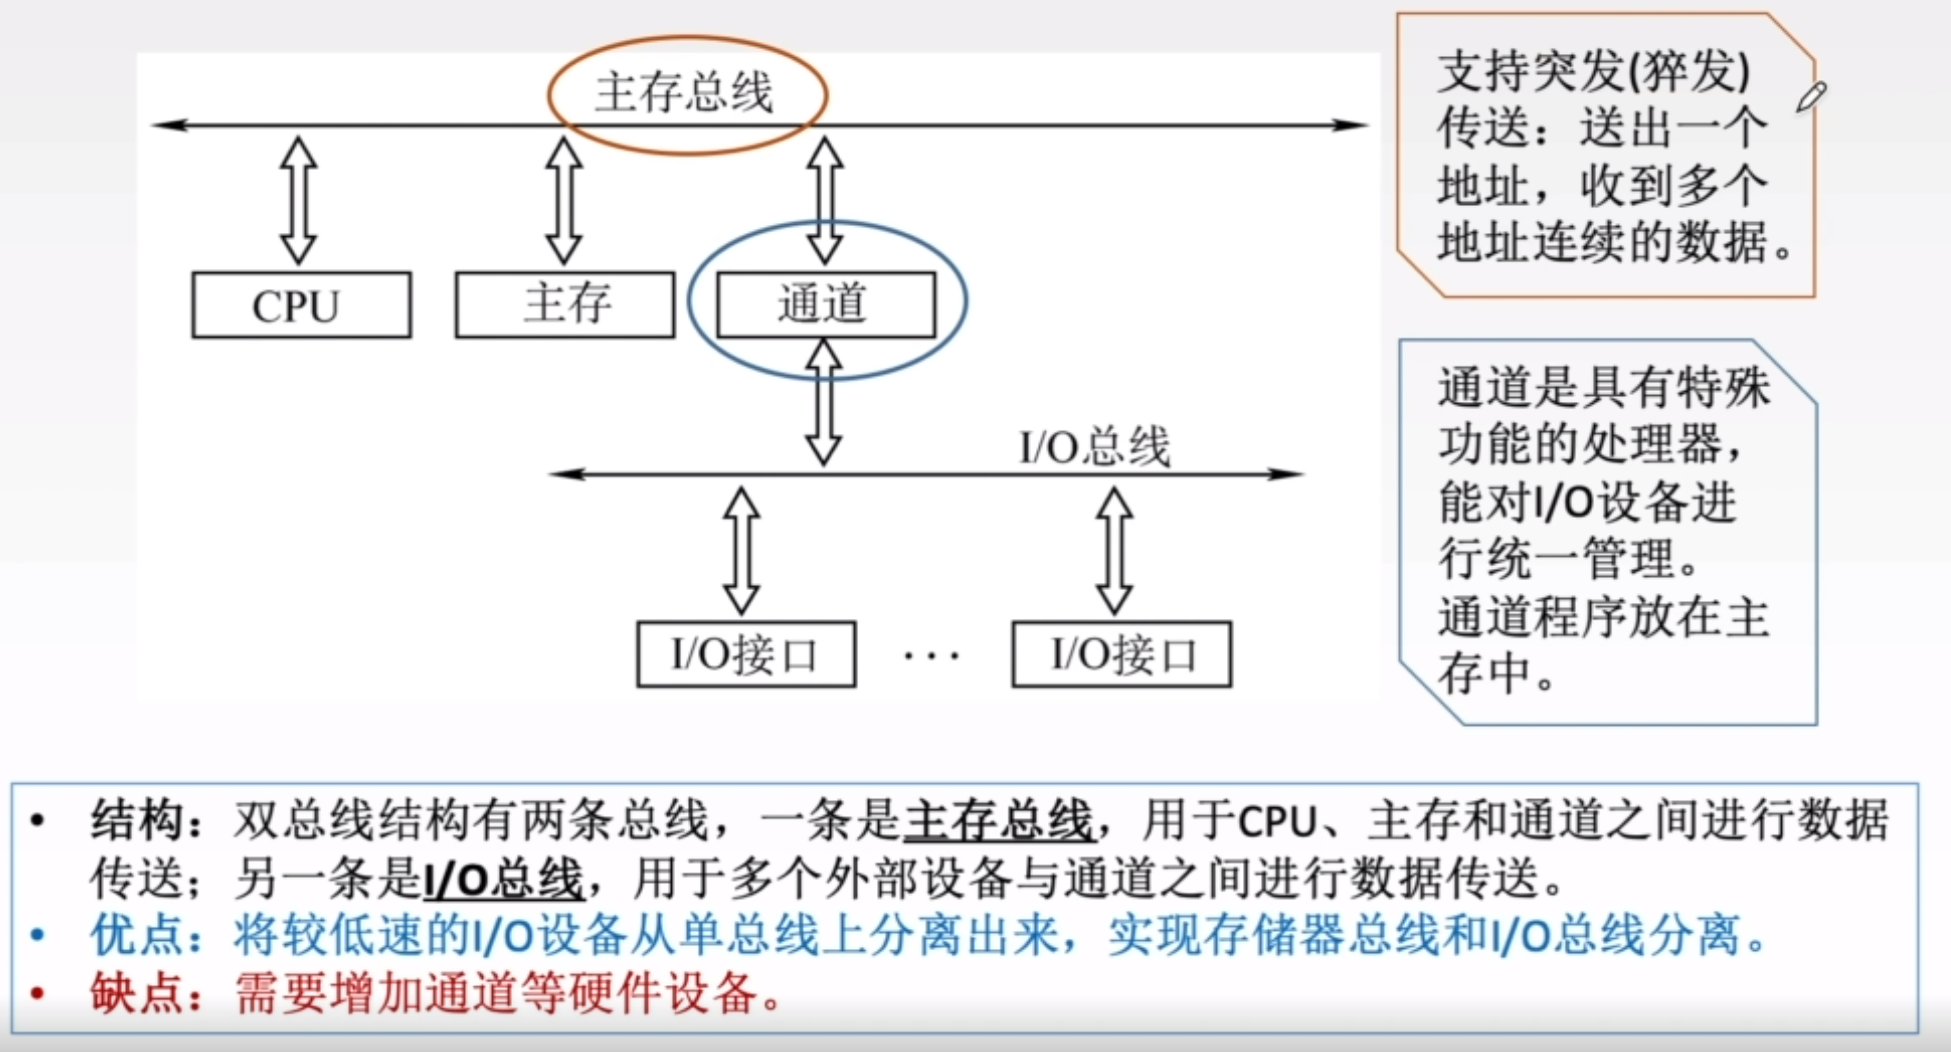 主存总线
CPU
主存
通道
I/O总线
I/O接口
···
I/O接口
支持突发(猝发)
传送：送出一个
地址，收到多个
地址连续的数据。
通道是具有特殊
功能的处理器，
能对I/O设备进
行统一管理。
通道程序放在主
存中。
• 结构：双总线结构有两条总线，一条是主存总线，用于CPU、主存和通道之间进行数据
传送；另一条是I/O总线，用于多个外部设备与通道之间进行数据传送。
• 优点：将较低速的I/O设备从单总线上分离出来，实现存储器总线和I/O总线分离。
• 缺点：需要增加通道等硬件设备。